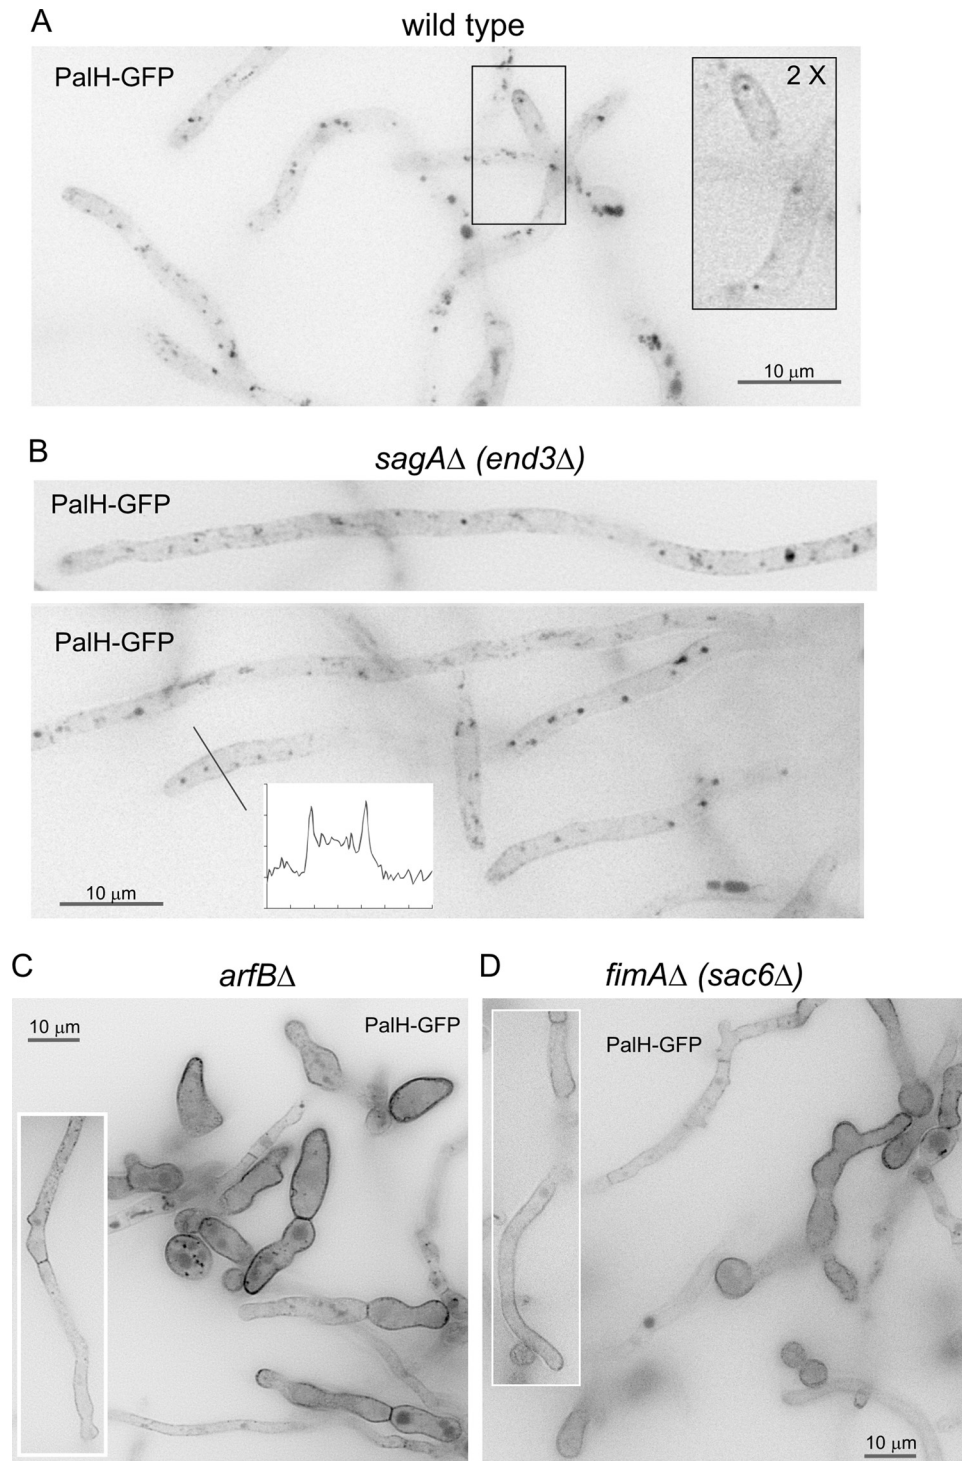 A
wild type
PalH-GFP
2 X
10 μm
B
sagAΔ (end3Δ)
PalH-GFP
PalH-GFP
10 μm
C
arfBΔ
10 μm
PalH-GFP
D
fimAΔ (sac6Δ)
PalH-GFP
10 μm